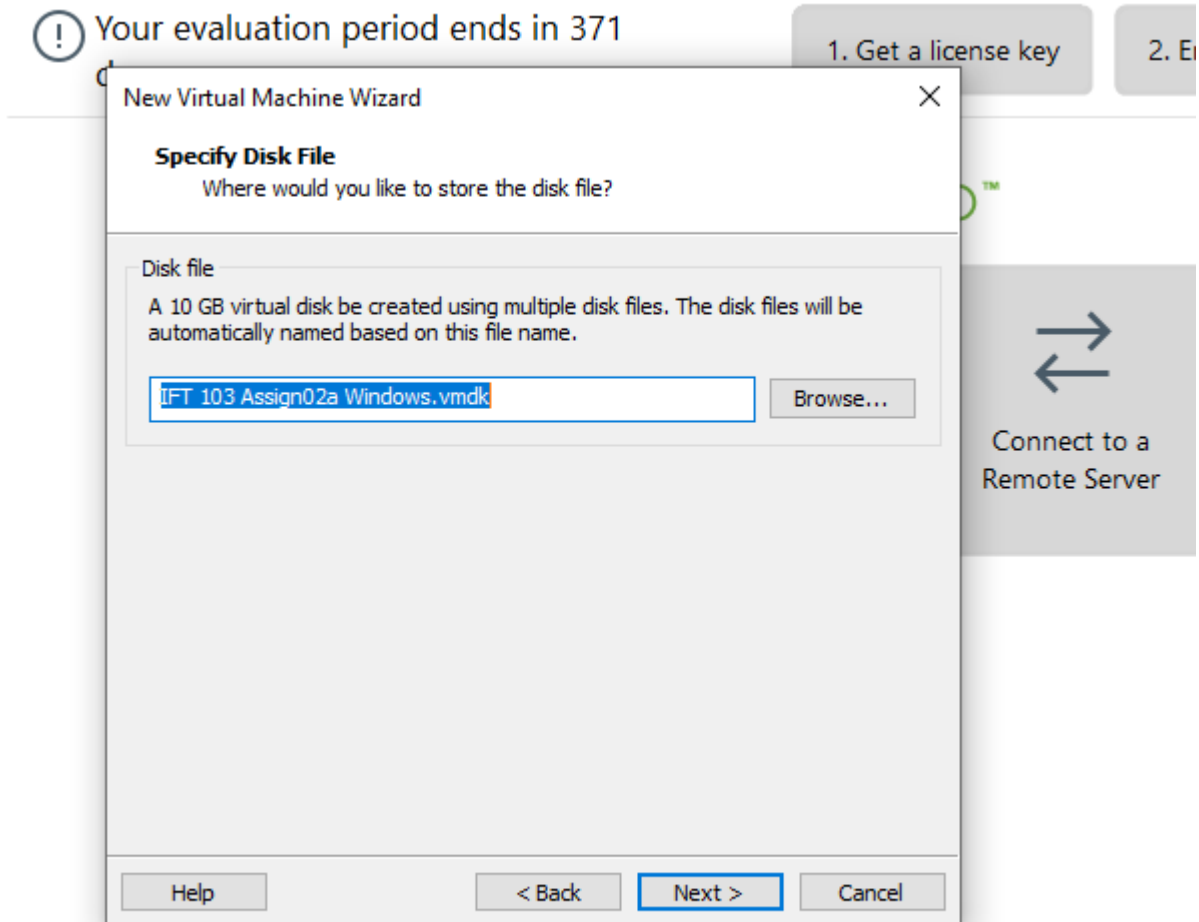 Your evaluation period ends in 371
1. Get a license key
2.
New Virtual Machine Wizard
Specify Disk File
Where would you like to store the disk file?
™
Disk file
A 10 GB virtual disk be created using multiple disk files. The disk files will be
automatically named based on this file name.
IFT 103 Assign02a Windows.vmdk
Browse...
Connect to a
Remote Server
Help
< Back
Next >
Cancel